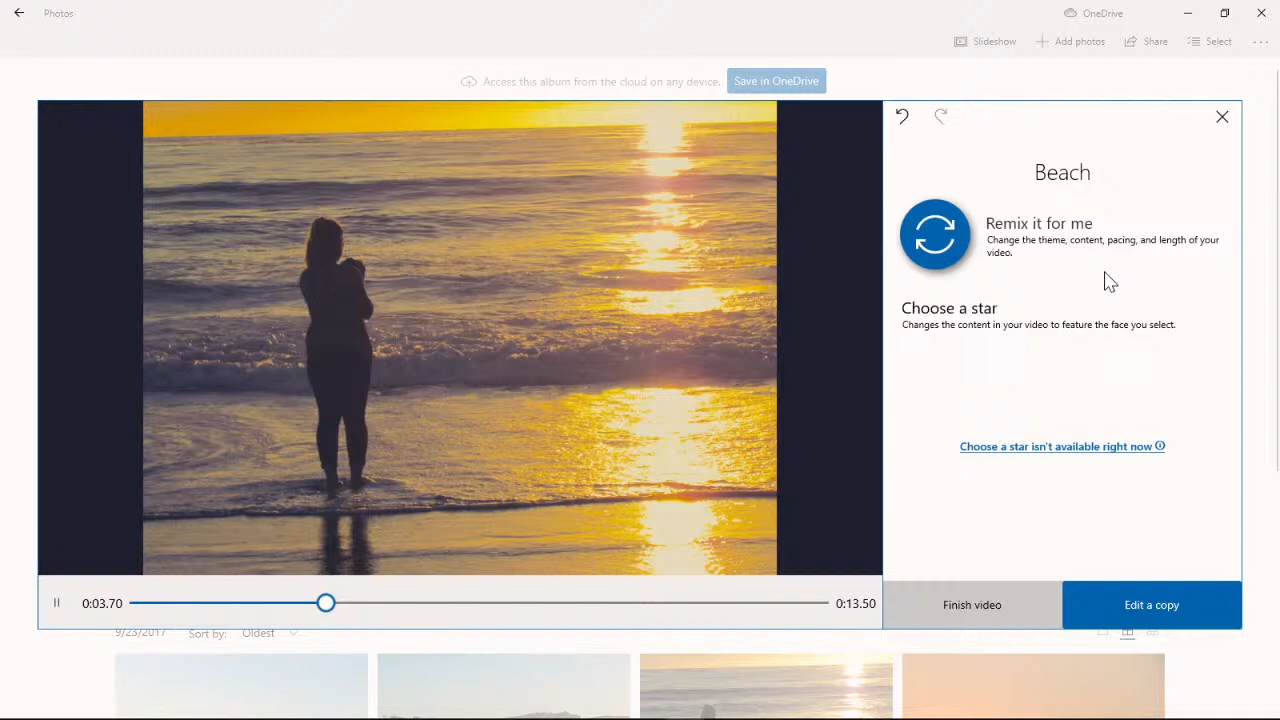 Photos
OneDrive
Slideshow
Add photos
Share
Select
Access this album from the cloud on any device.
Save in OneDrive
Beach
Remix it for me
Change the theme, content, pacing, and length of your
video.
Choose a star
Changes the content in your video to feature the face you select.
Choose a star isn't available right now
0:03.70
0:13.50
Finish video
Edit a copy
9/23/2017
Sort by:
Oldest